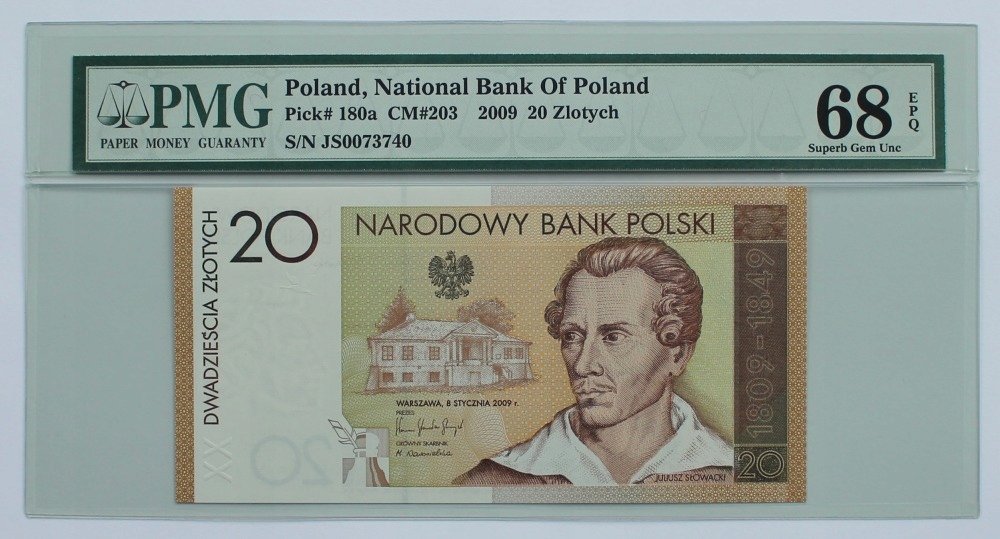 PMG
PAPER MONEY GUARANTY
Poland, National Bank Of Poland
Pick# 180a CM#203 2009 20 Zlotych
S/N JS0073740
68
EPQ
Superb Gem Unc
DWADZIEŚCIA ZŁOTYCH
XX
20
NARODOWY BANK POLSKI
1809-1849
WARSZAWA, 8 STYCZNIA 2009 r.
PREZES
GŁÓWNY SKARBNIK
20
JULIUSZ SŁOWACKI
20